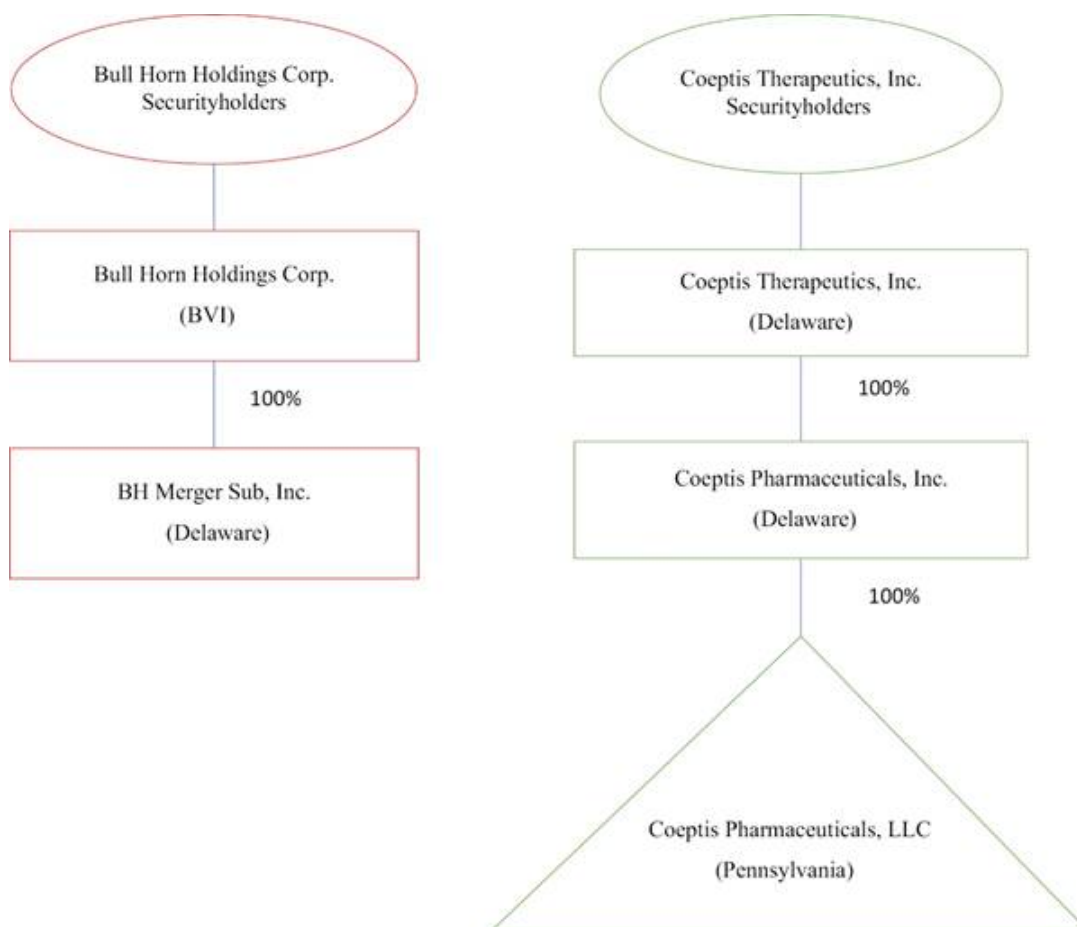 Bull Horn Holdings Corp.
Securityholders
Bull Horn Holdings Corp.
(BVI)
100%
BH Merger Sub, Inc.
(Delaware)
Coeptis Therapeutics, Inc.
Securityholders
Coeptis Therapeutics, Inc.
(Delaware)
100%
Coeptis Pharmaceuticals, Inc.
(Delaware)
100%
Coeptis Pharmaceuticals, LLC
(Pennsylvania)